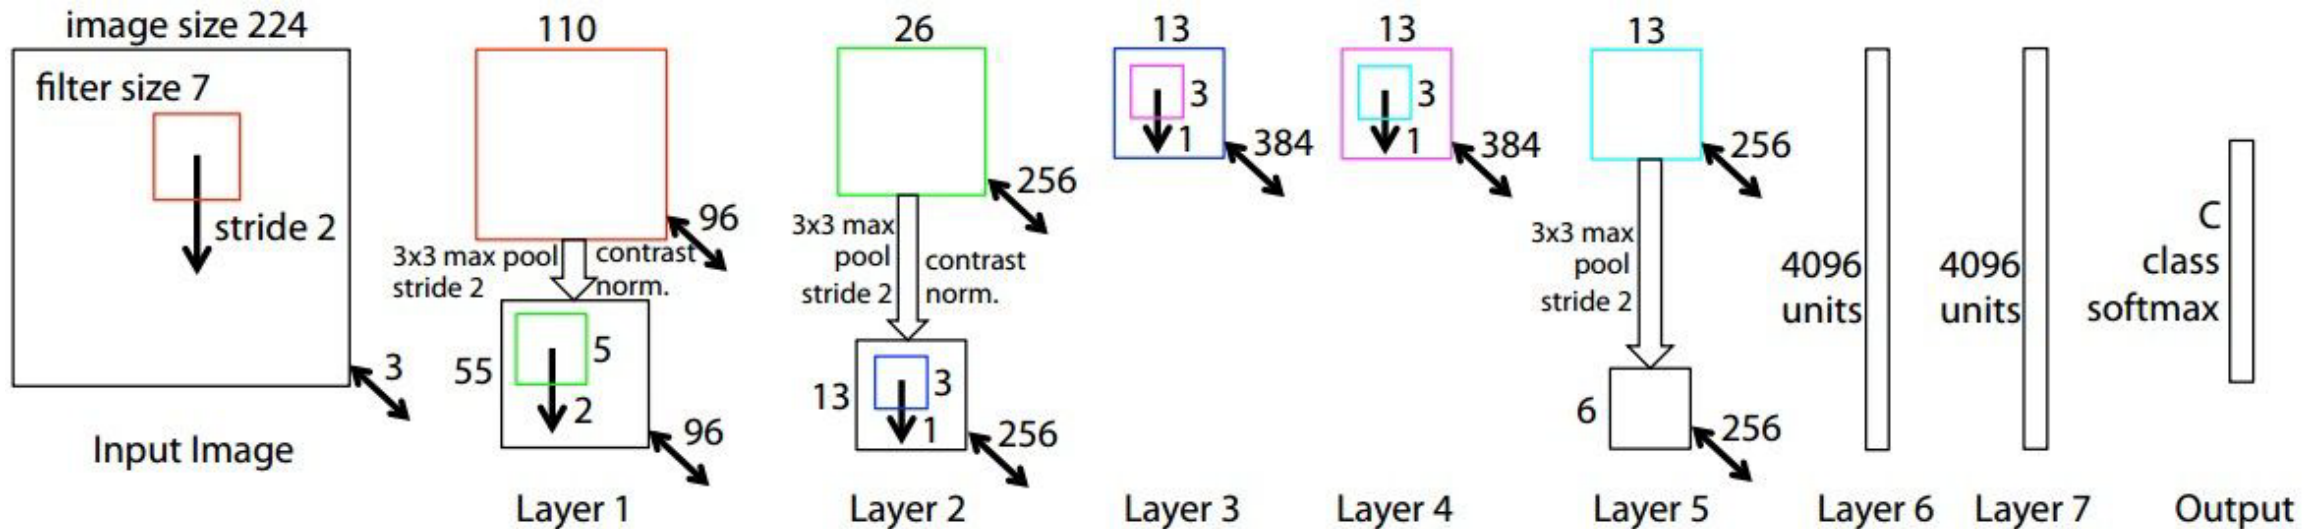 image size 224
filter size 7
stride 2
3
Input Image
110
96
3x3 max pool
stride 2
contrast
norm.
55
5
2
96
Layer 1
26
256
3x3 max
pool
stride 2
contrast
norm.
13
3
1
256
Layer 2
13
3
1
384
Layer 3
13
3
1
384
Layer 4
13
256
3x3 max
pool
stride 2
6
256
Layer 5
4096
units
Layer 6
4096
units
Layer 7
C
class
softmax
Output